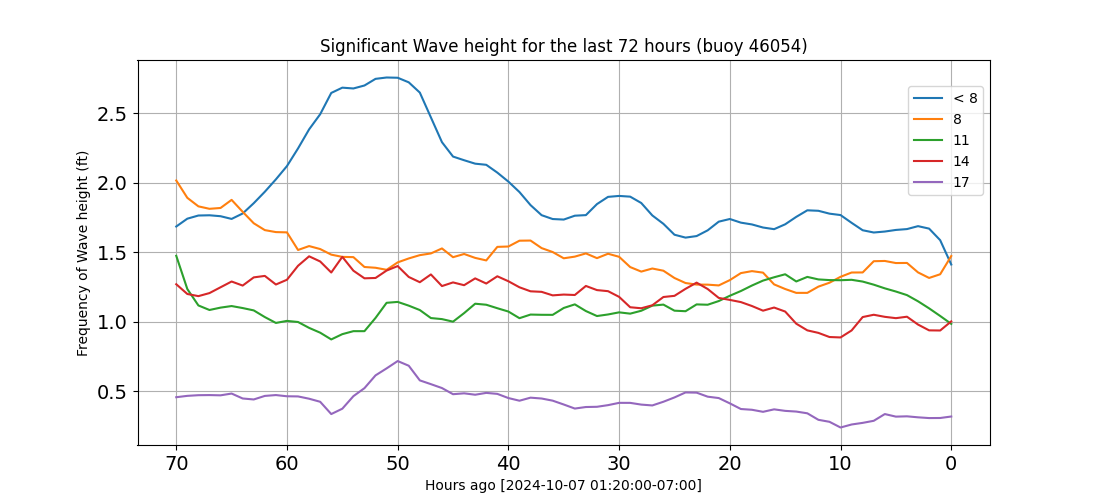 Significant Wave height for the last 72 hours (buoy 46054)
Frequency of Wave height (ft)
2.5
2.0
1.5
1.0
0.5
< 8
8
11
14
17
70 60 50 40 30 20 10 0
Hours ago [2024-10-07 01:20:00-07:00]